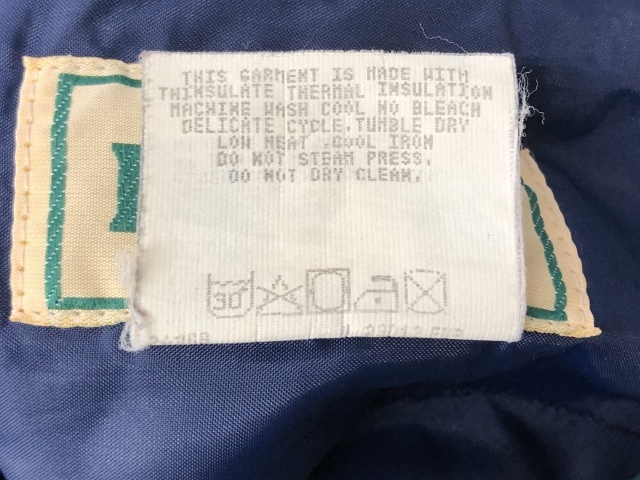 THIS GARMENT IS MADE WITH
THINSULATE THERMAL INSULATION
MACHINE WASH COOL NO BLEACH
DELICATE CYCLE.TUMBLE DRY
LOW HEAT .COOL IRON
DO NOT STEAM PRESS.
DO NOT DRY CLEAN.
30°